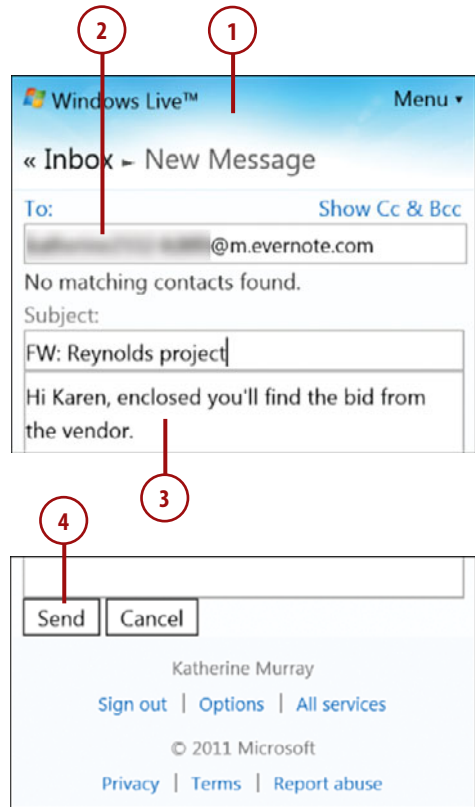 2 1
Windows Live™ Menu ▾
« Inbox ► New Message
To: Show Cc & Bcc
@m.evernote.com
No matching contacts found.
Subject:
FW: Reynolds project
Hi Karen, enclosed you'll find the bid from
the vendor.
3
4
Send Cancel
Katherine Murray
Sign out | Options | All services
© 2011 Microsoft
Privacy | Terms | Report abuse